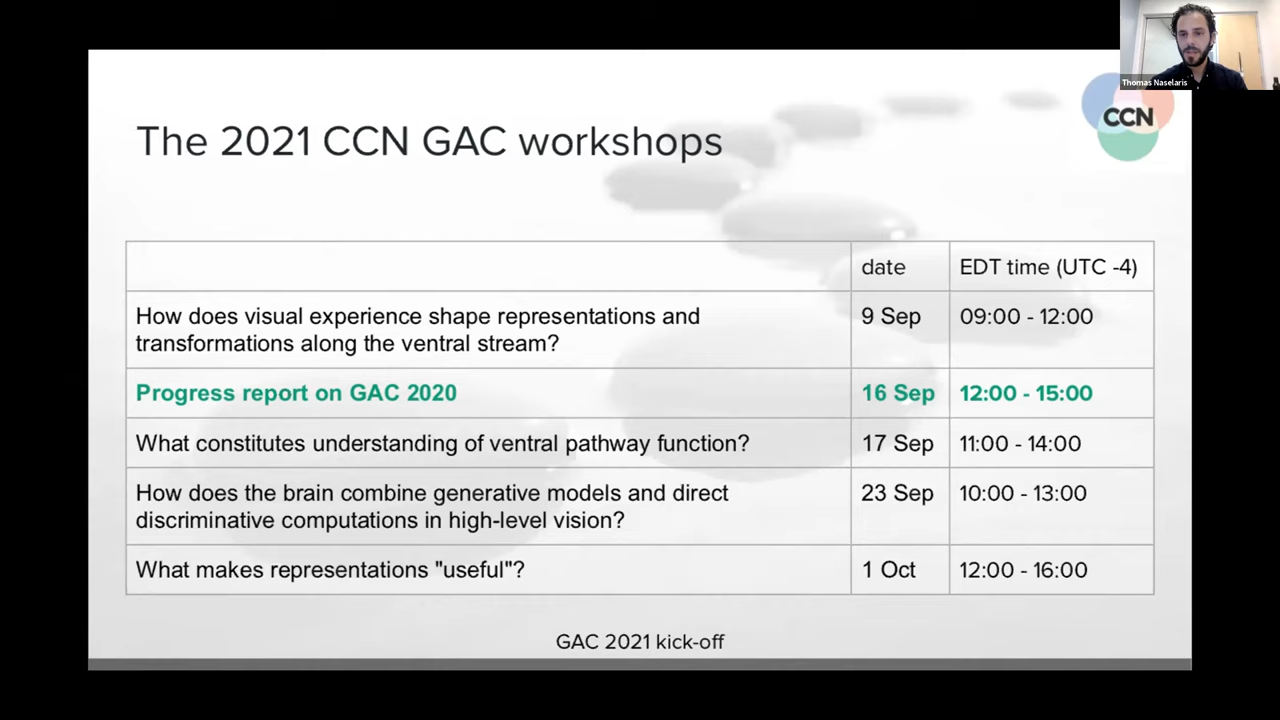 Thomas Naselaris
CCN
The 2021 CCN GAC workshops
date
EDT time (UTC -4)
How does visual experience shape representations and
transformations along the ventral stream?
9 Sep
09:00 - 12:00
Progress report on GAC 2020
16 Sep
12:00 - 15:00
What constitutes understanding of ventral pathway function?
17 Sep
11:00 - 14:00
How does the brain combine generative models and direct
discriminative computations in high-level vision?
23 Sep
10:00 - 13:00
What makes representations "useful"?
1 Oct
12:00 - 16:00
GAC 2021 kick-off